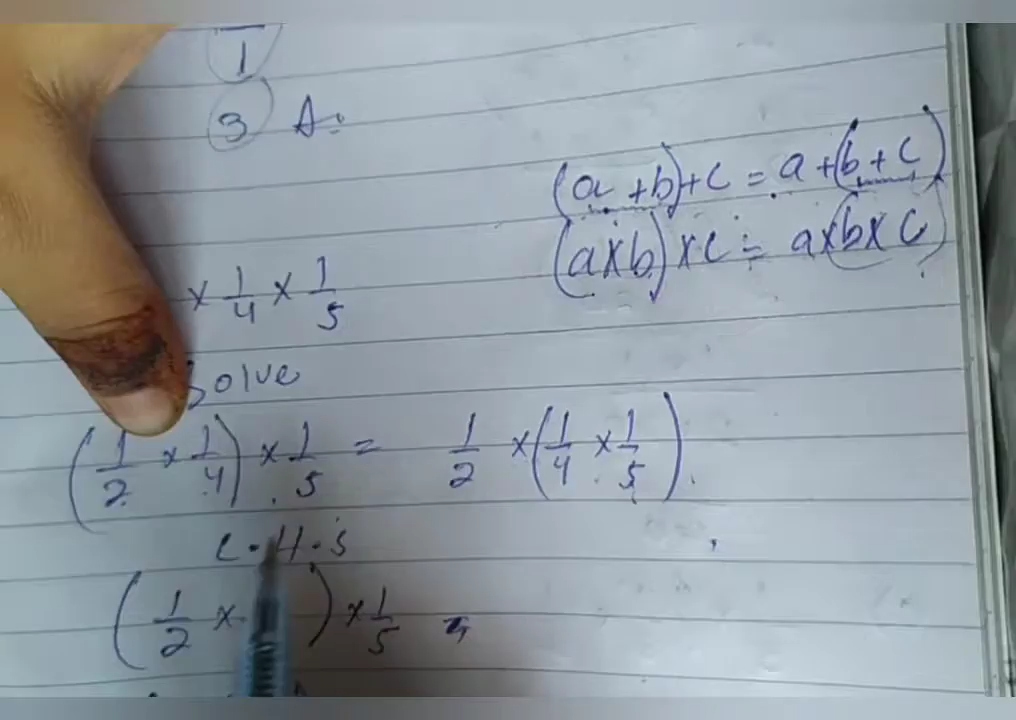 1
3 A:
(a+b)+c = a+(b+c)
(a×b)×c = a×(b×c)
× 1/4 × 1/5
Solve
(1/2 × 1/4) × 1/5 = 1/2 × (1/4 × 1/5).
L.H.S
(1/2 × ) × 1/5 =